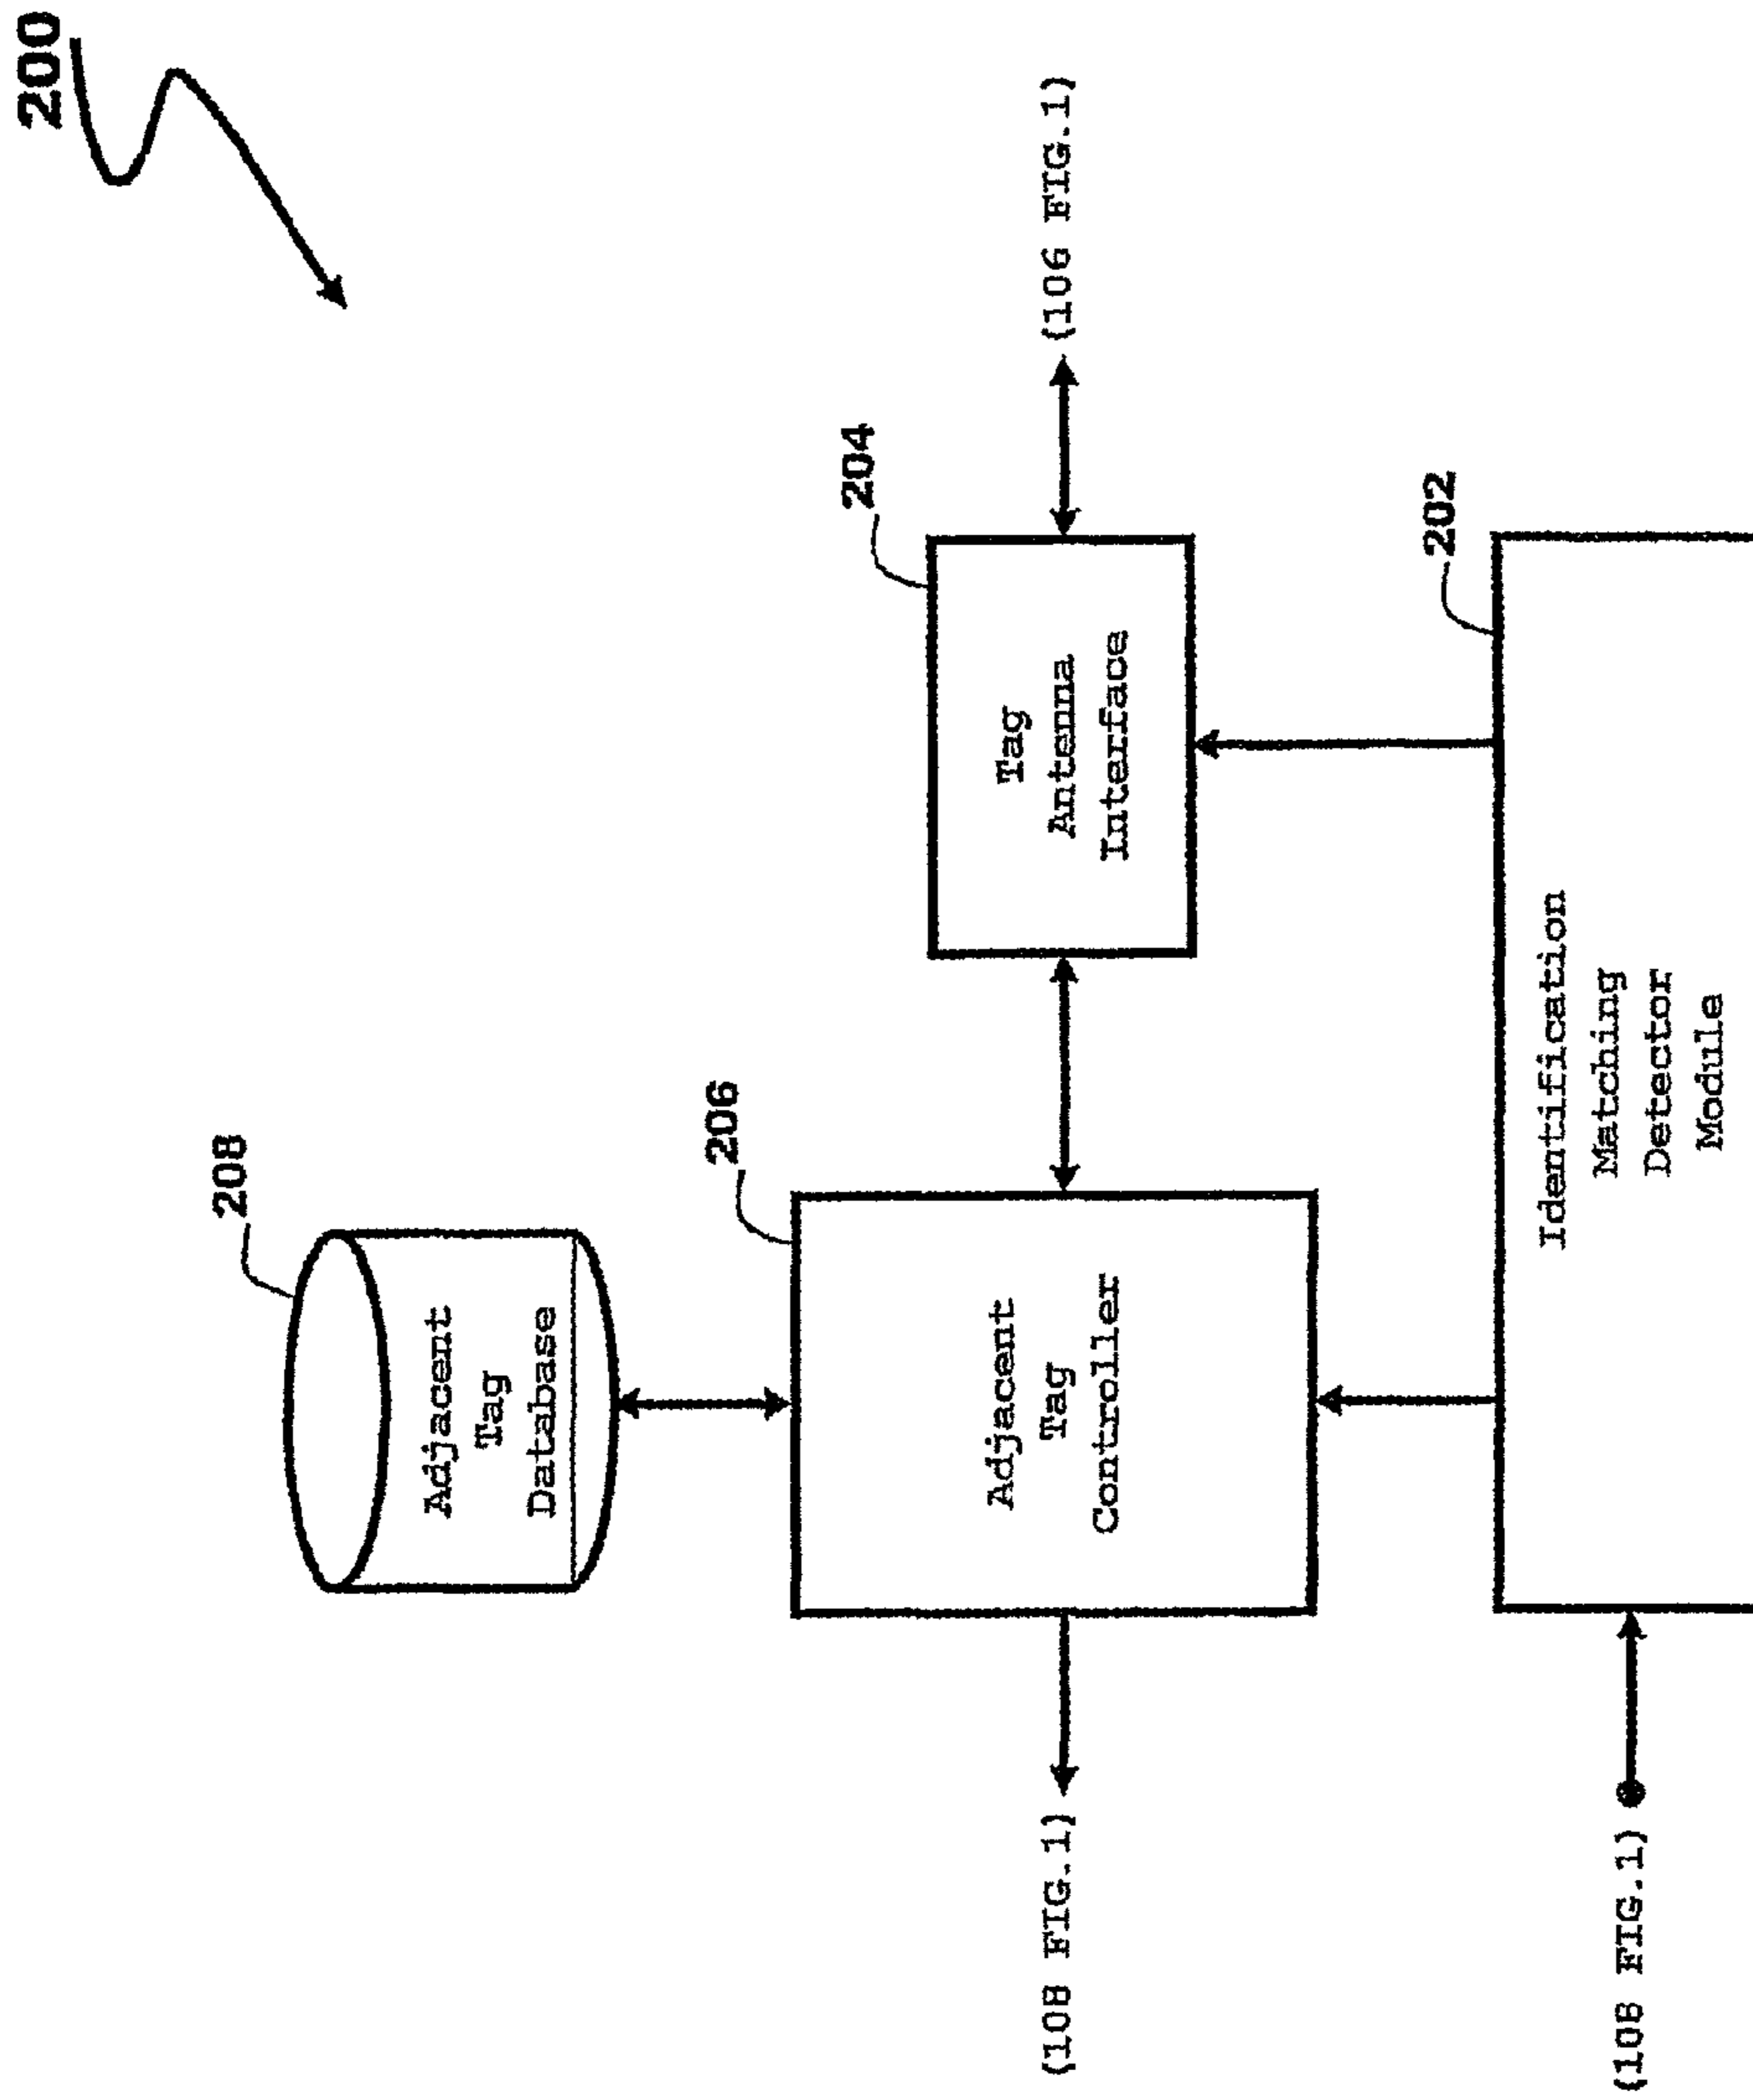 200
208
Adjacent
Tag
Database
206
Adjacent
Tag
Controller
204
Tag
Antenna
Interface
(108 FIG.1)
(106 FIG.1)
202
Identification
Matching
Detector
Module
(108 FIG.1)